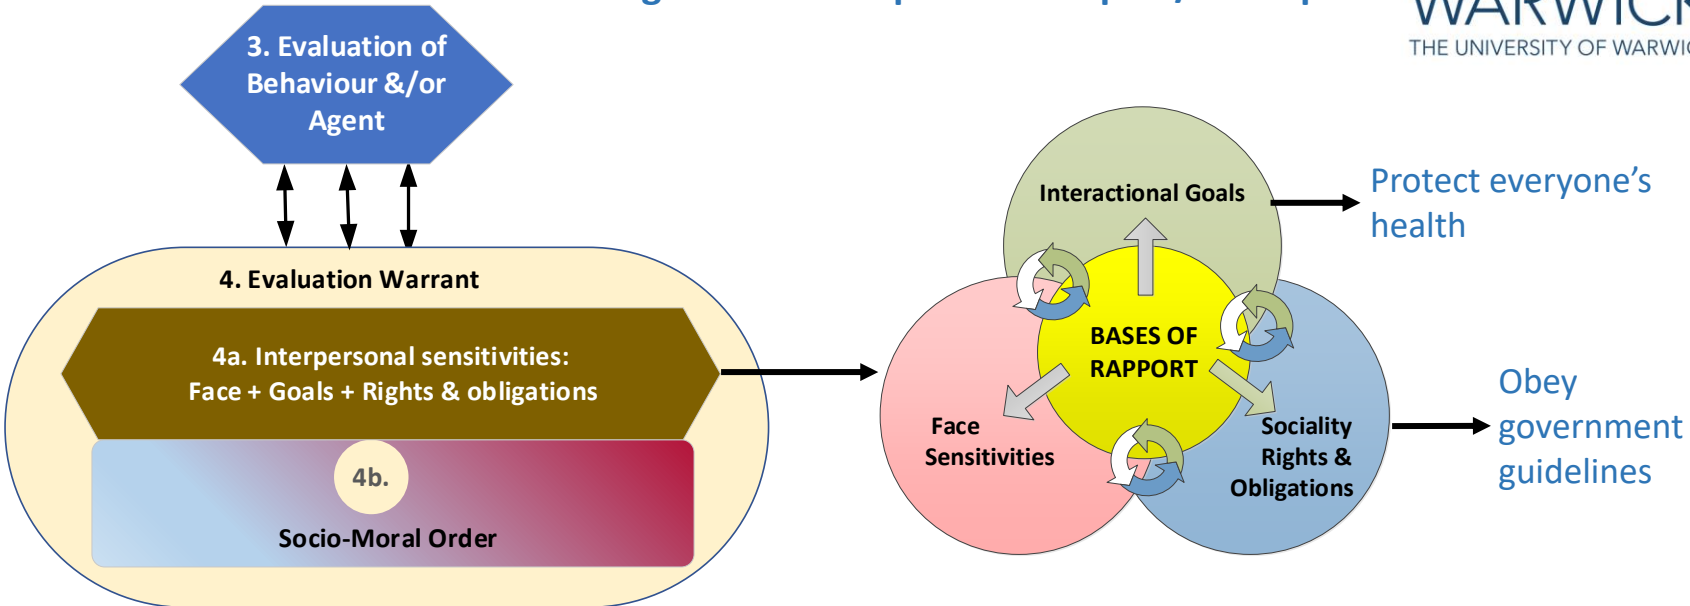 WARWICK
THE UNIVERSITY OF WARWIC
3. Evaluation of
Behaviour &/or
Agent
4. Evaluation Warrant
4a. Interpersonal sensitivities:
Face + Goals + Rights & obligations
4b.
Socio-Moral Order
Interactional Goals
BASES OF
RAPPORT
Face
Sensitivities
Sociality
Rights &
Obligations
Protect everyone’s
health
Obey
government
guidelines